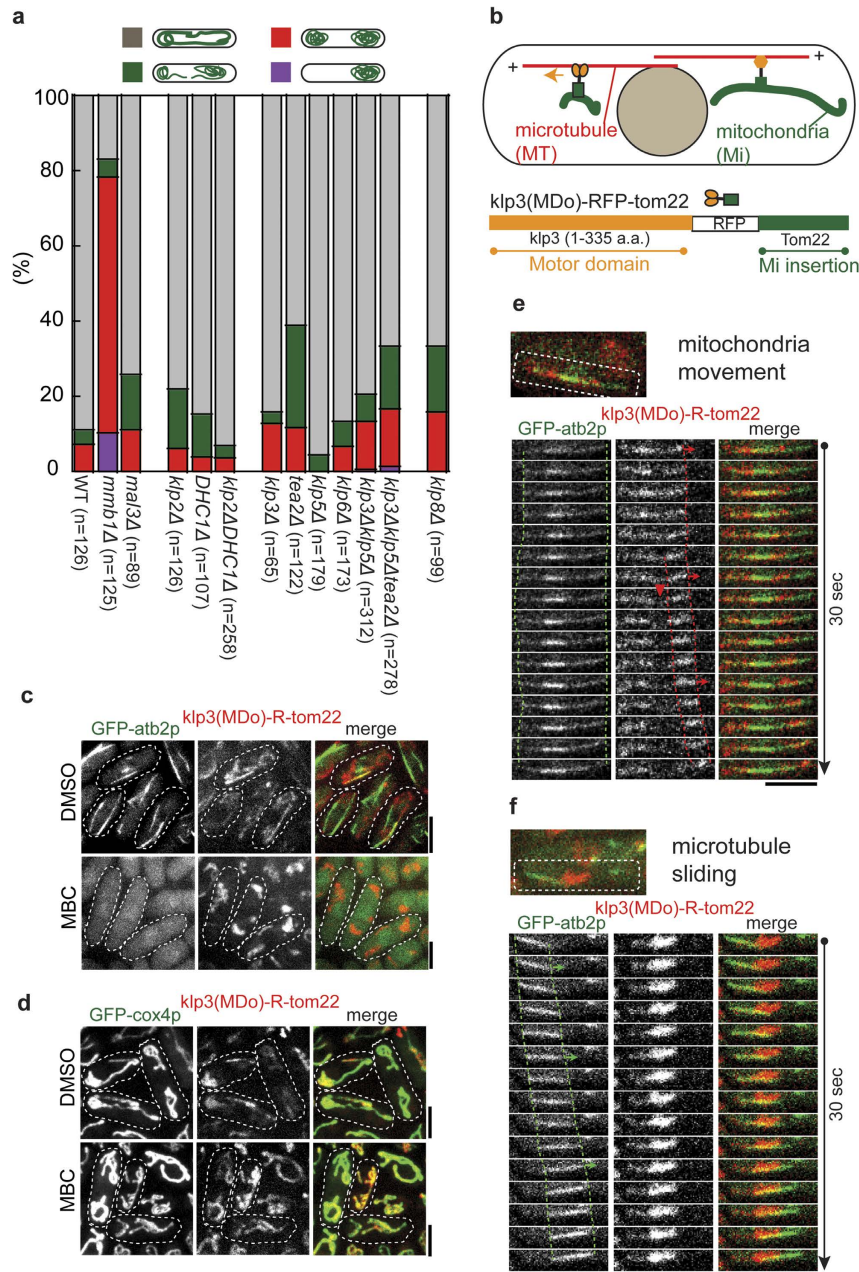 a
100
80
60
40
20
0
(%)
WT (n=126)
mmb1Δ (n=125)
mal3Δ (n=89)
klp2Δ (n=126)
DHC1Δ (n=107)
klp2ΔDHC1Δ (n=258)
klp3Δ (n=65)
tea2Δ (n=122)
klp5Δ (n=179)
klp6Δ (n=173)
klp3Δklp5Δ (n=312)
klp3Δklp5Δtea2Δ (n=278)
klp8Δ (n=99)
b
+
+
microtubule
(MT)
mitochondria
(Mi)
klp3(MDo)-RFP-tom22
RFP
klp3 (1-335 a.a.)
Tom22
Motor domain
Mi insertion
c
klp3(MDo)-R-tom22
GFP-atb2p
merge
DMSO
MBC
d
klp3(MDo)-R-tom22
GFP-cox4p
merge
DMSO
MBC
e
mitochondria
movement
klp3(MDo)-R-tom22
GFP-atb2p
merge
30 sec
f
microtubule
sliding
klp3(MDo)-R-tom22
GFP-atb2p
merge
30 sec